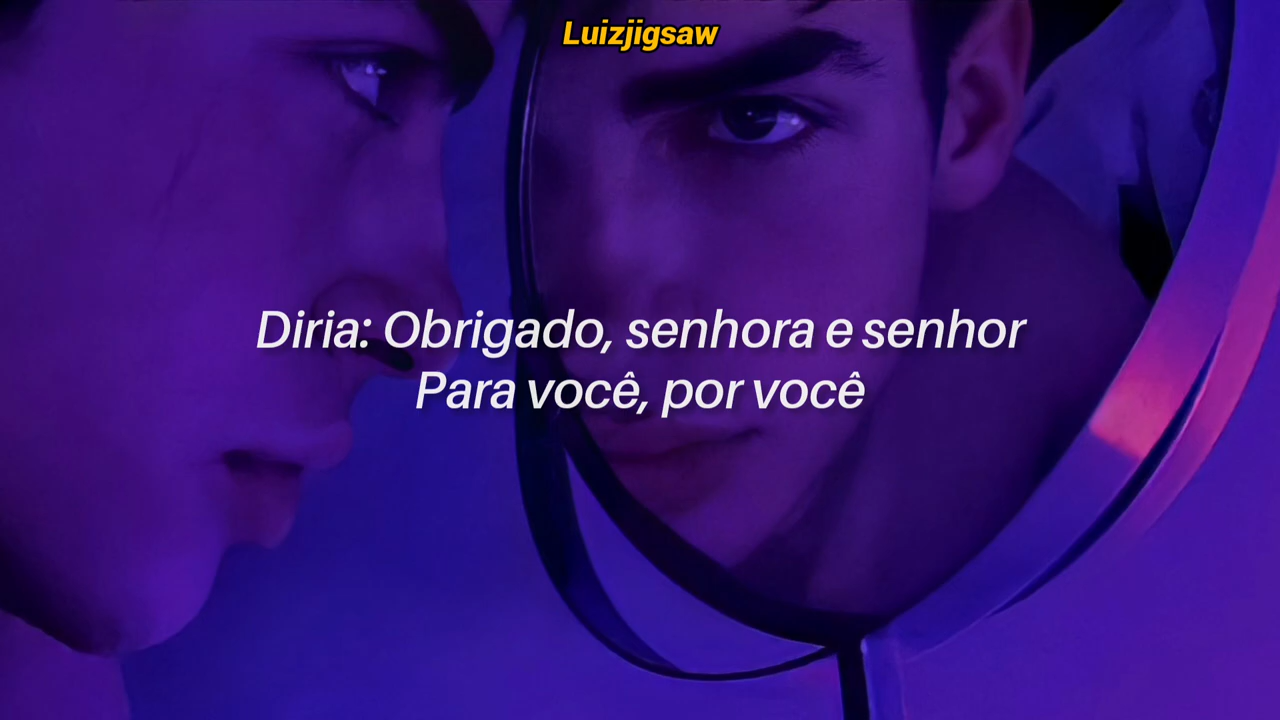 Luizjigsaw
Diria: Obrigado, senhora e senhor
Para você, por você